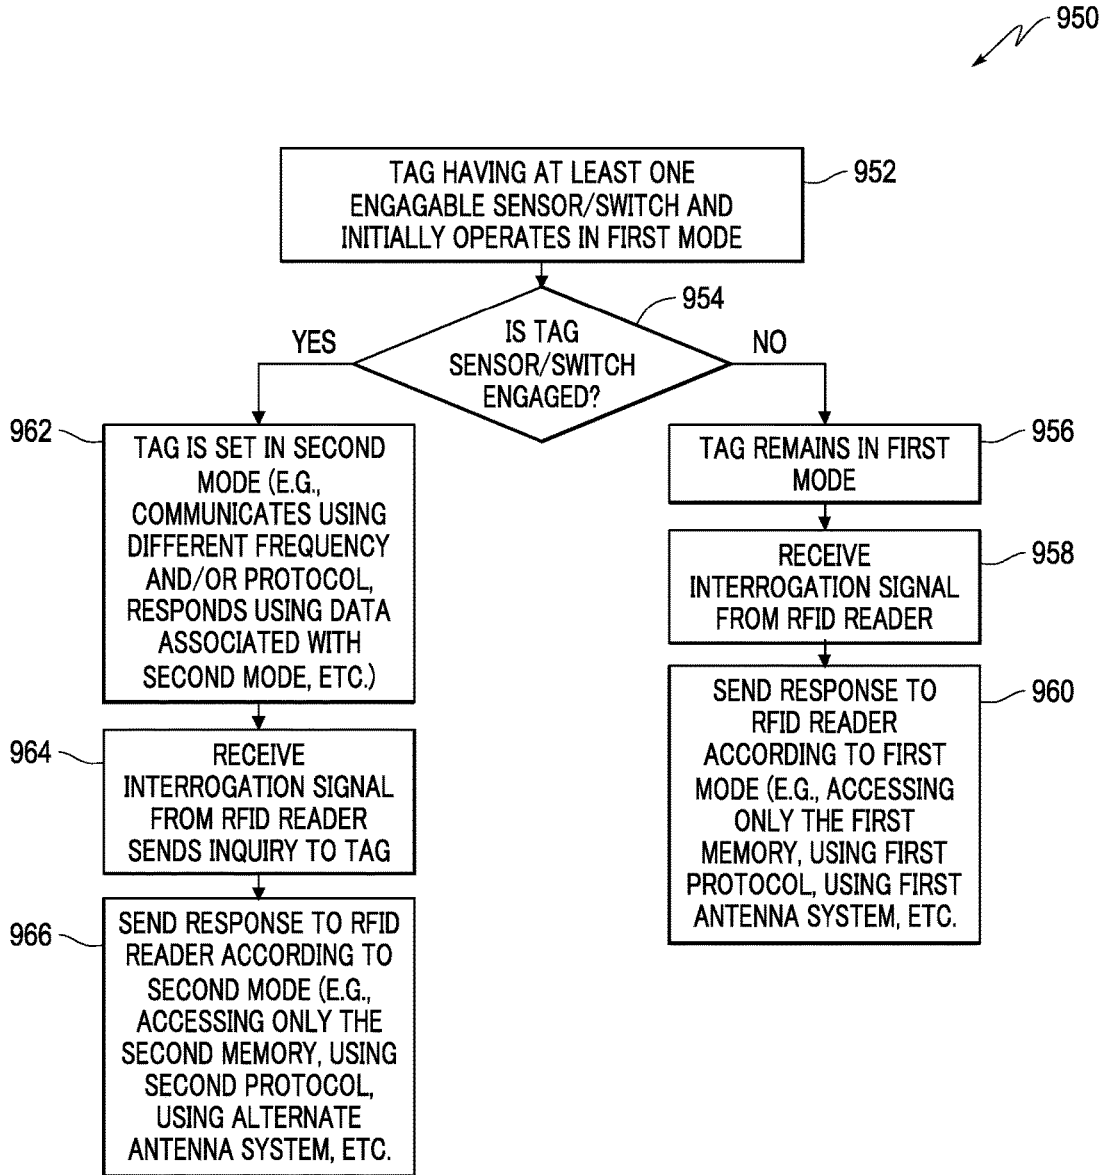 950
TAG HAVING AT LEAST ONE
ENGAGABLE SENSOR/SWITCH AND
INITIALLY OPERATES IN FIRST MODE
952
954
IS TAG
SENSOR/SWITCH
ENGAGED?
YES
NO
962
TAG IS SET IN SECOND
MODE (E.G.,
COMMUNICATES USING
DIFFERENT FREQUENCY
AND/OR PROTOCOL,
RESPONDS USING DATA
ASSOCIATED WITH
SECOND MODE, ETC.)
964
RECEIVE
INTERROGATION SIGNAL
FROM RFID READER
SENDS INQUIRY TO TAG
966
SEND RESPONSE TO RFID
READER ACCORDING TO
SECOND MODE (E.G.,
ACCESSING ONLY THE
SECOND MEMORY, USING
SECOND PROTOCOL,
USING ALTERNATE
ANTENNA SYSTEM, ETC.
956
TAG REMAINS IN FIRST
MODE
958
RECEIVE
INTERROGATION SIGNAL
FROM RFID READER
960
SEND RESPONSE TO
RFID READER
ACCORDING TO FIRST
MODE (E.G., ACCESSING
ONLY THE FIRST
MEMORY, USING FIRST
PROTOCOL, USING FIRST
ANTENNA SYSTEM, ETC.